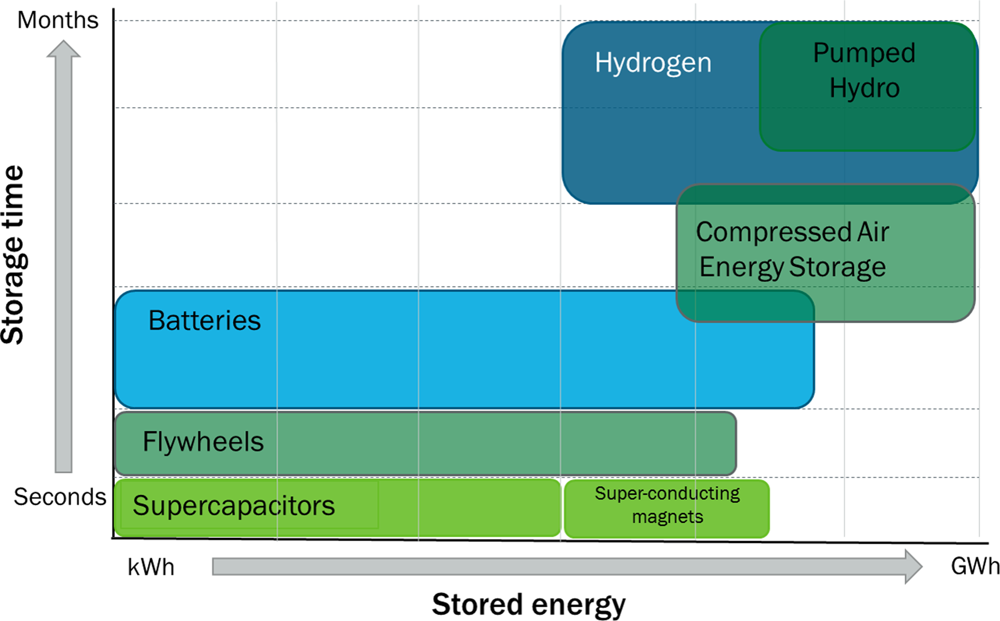 Months
Hydrogen
Pumped
Hydro
Storage time
Compressed Air
Energy Storage
Batteries
Flywheels
Seconds
Supercapacitors
Super-conducting
magnets
kWh
GWh
Stored energy